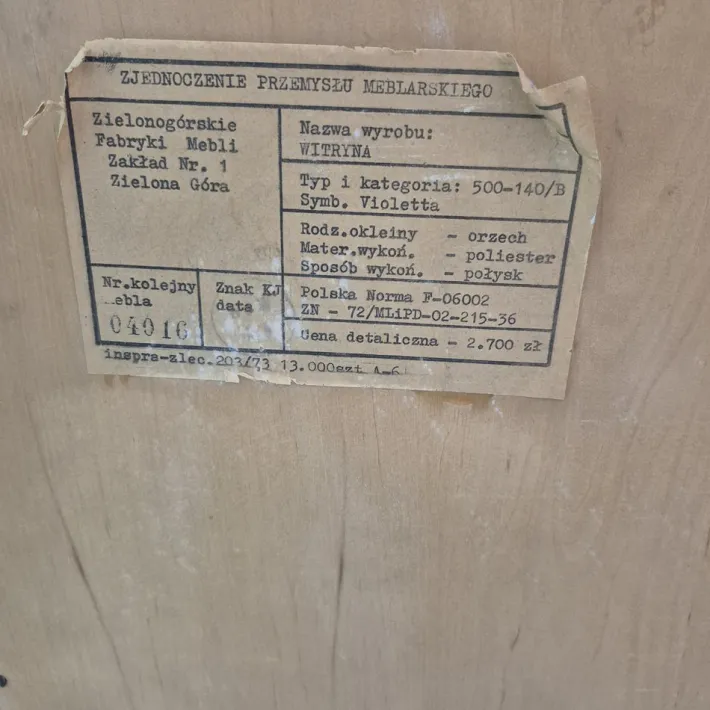 ZJEDNOCZENIE PRZEMYSŁU MEBLARSKIEGO
Zielonogórskie
Fabryki Mebli
Zakład Nr. 1
Zielona Góra
Nazwa wyrobu:
WITRYNA
Typ i kategoria: 500-140/B
Symb. Violetta
Rodz.okleiny - orzech
Mater.wykoń. - poliester
Sposób wykoń. - połysk
Nr.kolejny
mebla
04016
Znak KJ
data
Polska Norma F-06002
ZN - 72/MLiPD-02-215-36
Cena detaliczna - 2.700 zł
inspra-zlec.203/73 13.000szt A-6